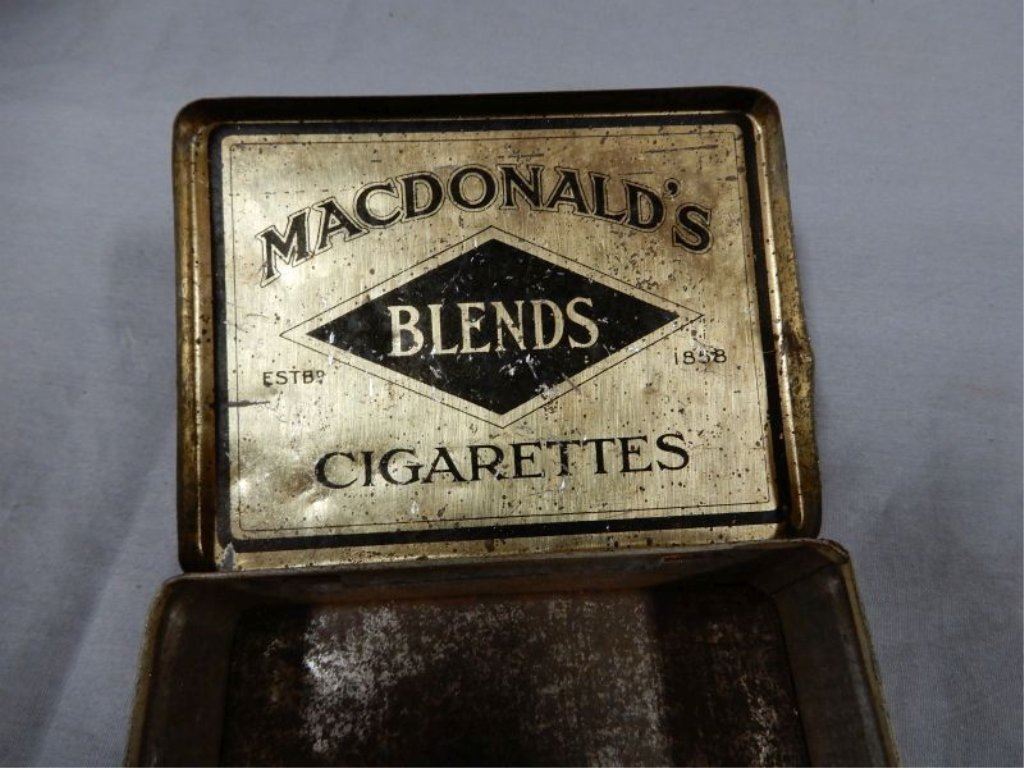 MACDONALD'S
BLENDS
ESTBD 1858
CIGARETTES